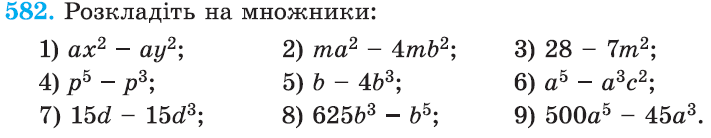 582. Розкладіть на множники:
1) ax² − ay²; 2) ma² − 4mb²; 3) 28 − 7m²;
4) p⁵ − p³; 5) b − 4b³; 6) a⁵ − a³c²;
7) 15d − 15d³; 8) 625b³ − b⁵; 9) 500a⁵ − 45a³.